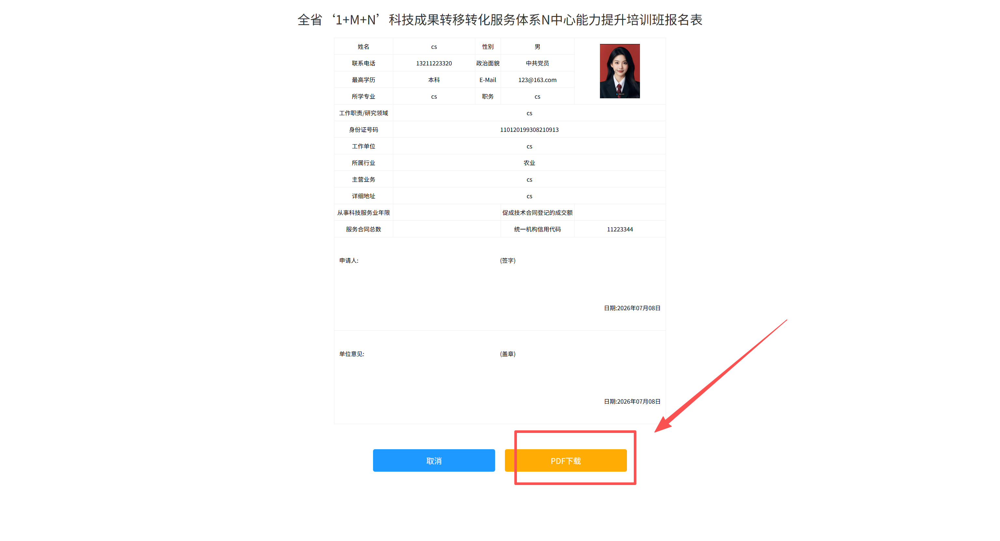 全省‘1+M+N’科技成果转移转化服务体系N中心能力提升培训班报名表
姓名 cs 性别 男
联系电话 13211223320 政治面貌 中共党员
最高学历 本科 E-Mail 123@163.com
所学专业 cs 职务 cs
工作职责/研究领域 cs
身份证号码 110120199308210913
工作单位 cs
所属行业 农业
主营业务 cs
详细地址 cs
从事科技服务业年限 促成技术合同登记的成交额
服务合同总数 统一机构信用代码 11223344
申请人: (签字)
日期:2026年07月08日
单位意见: (盖章)
日期:2026年07月08日
取消 PDF下载